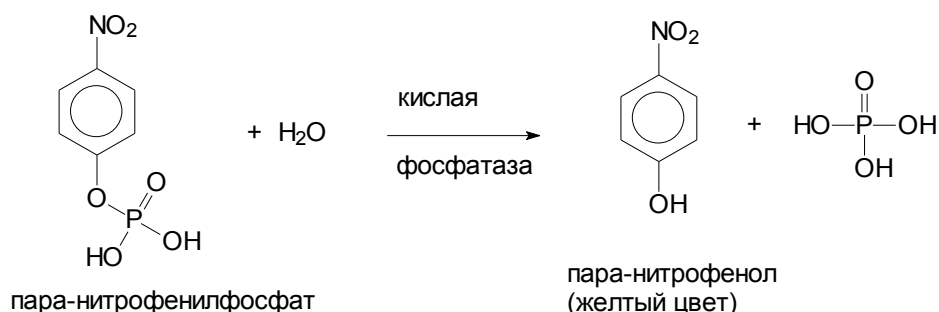 NO₂
O
O
P
OH
HO
пара-нитрофенилфосфат
+ H₂O
кислая
фосфатаза
NO₂
OH
пара-нитрофенол
(желтый цвет)
+
O
HO P OH
OH